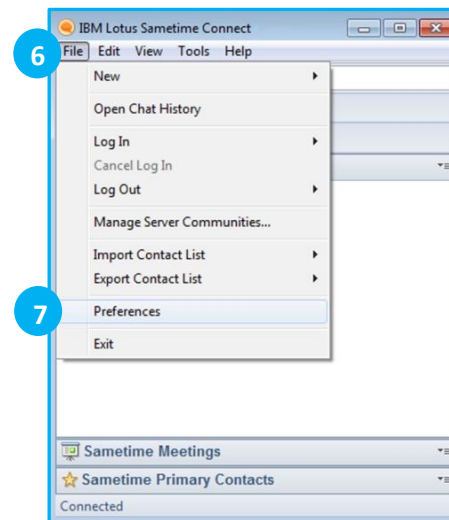 IBM Lotus Sametime Connect
6
File Edit View Tools Help
New
Open Chat History
Log In
Cancel Log In
Log Out
Manage Server Communities...
Import Contact List
Export Contact List
7
Preferences
Exit
Sametime Meetings
Sametime Primary Contacts
Connected